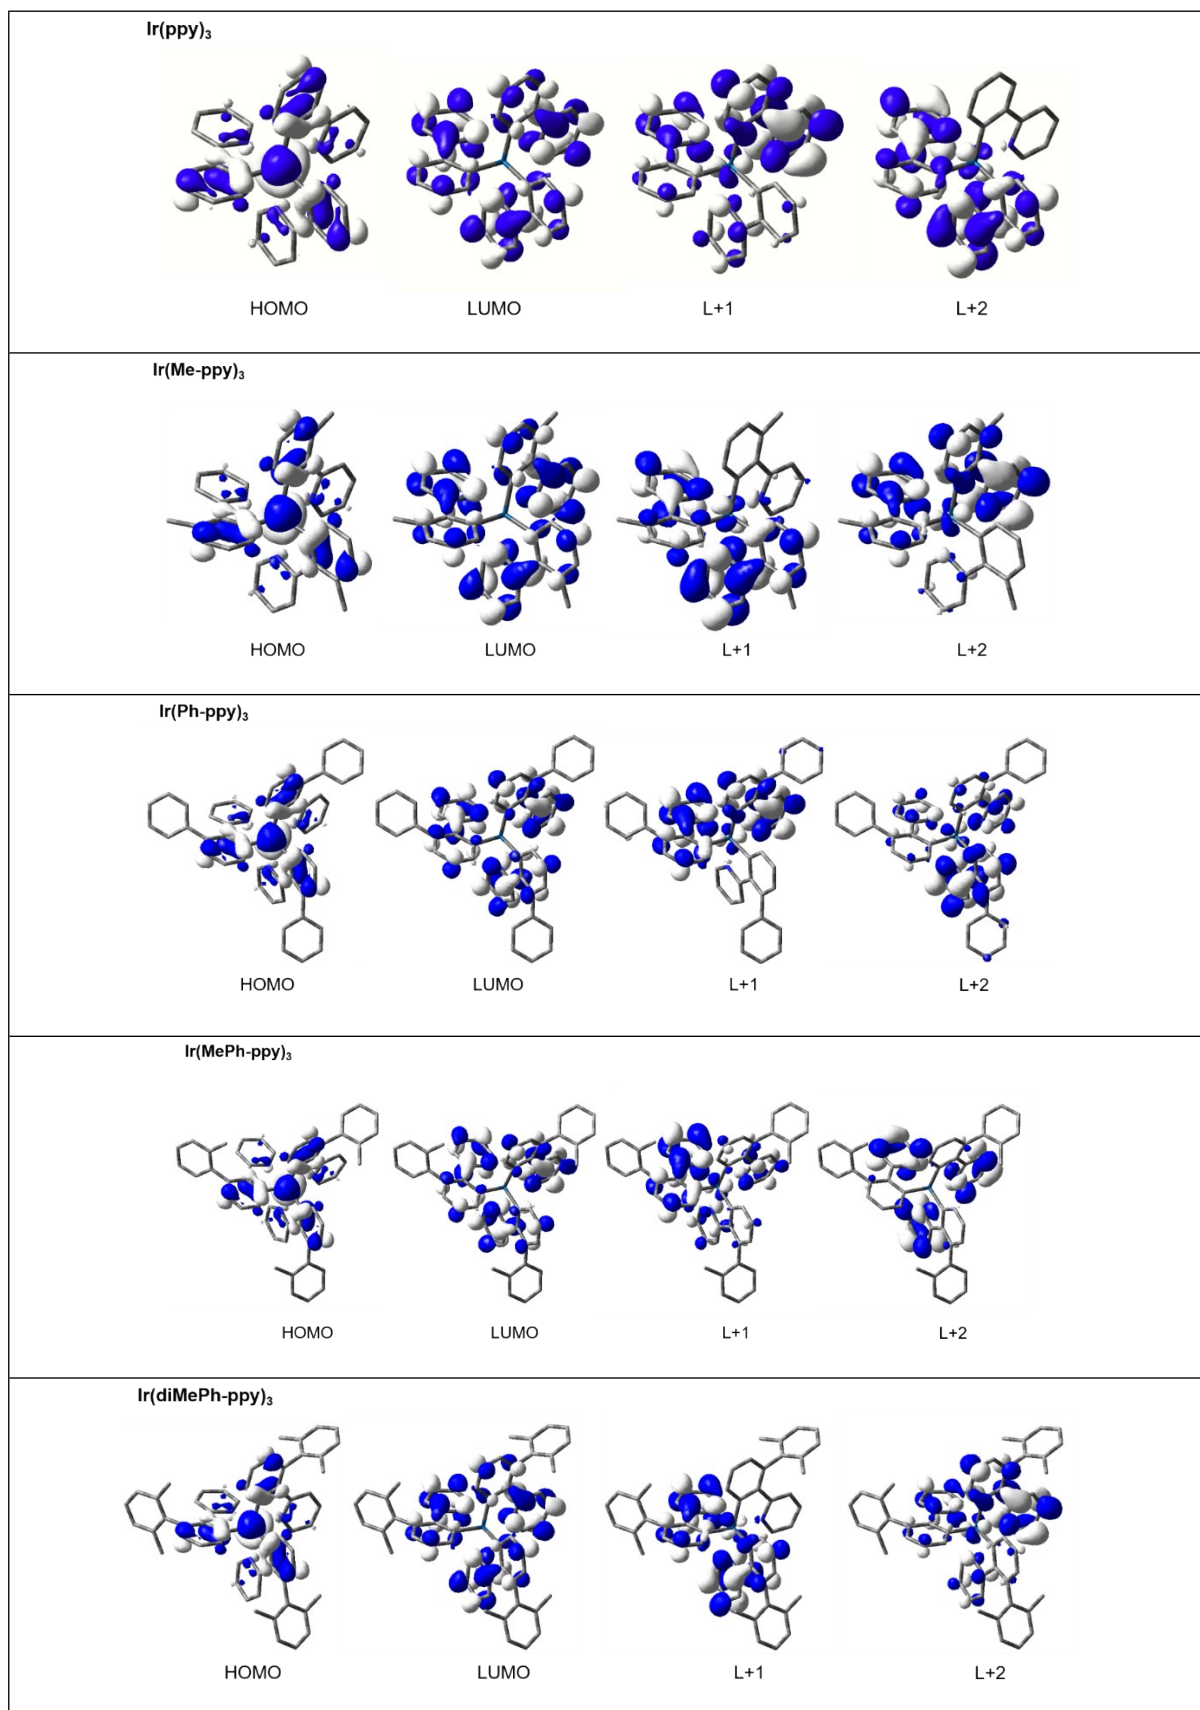 Ir(ppy)₃
HOMO LUMO L+1 L+2
Ir(Me-ppy)₃
HOMO LUMO L+1 L+2
Ir(Ph-ppy)₃
HOMO LUMO L+1 L+2
Ir(MePh-ppy)₃
HOMO LUMO L+1 L+2
Ir(diMePh-ppy)₃
HOMO LUMO L+1 L+2